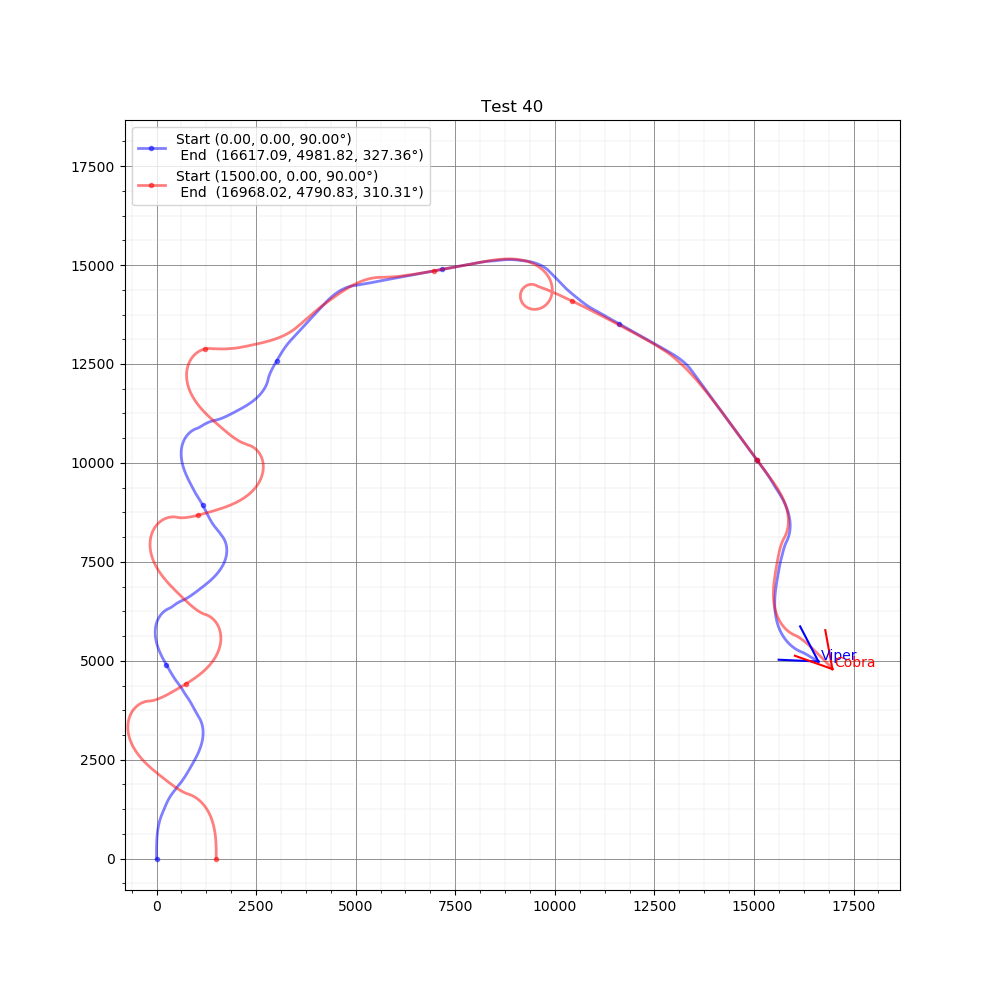 Test 40
Start (0.00, 0.00, 90.00°)
End (16617.09, 4981.82, 327.36°)
Start (1500.00, 0.00, 90.00°)
End (16968.02, 4790.83, 310.31°)
17500
15000
12500
10000
7500
5000
2500
0
Viper
Cobra
0 2500 5000 7500 10000 12500 15000 17500